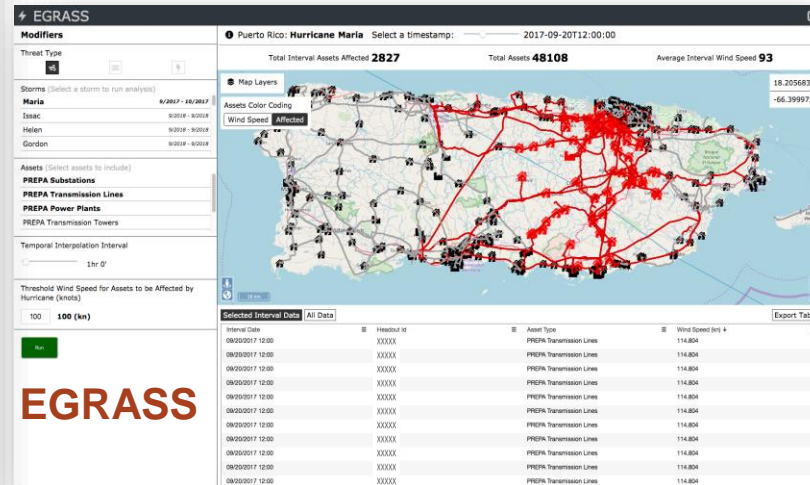 EGRASS
Modifiers
Threat Type
Storms (Select a storm to run analysis)
Maria 9/2017 - 10/2017
Issac 9/2018 - 9/2018
Helen 9/2018 - 9/2018
Gordon 9/2018 - 9/2018
Assets (Select assets to include)
PREPA Substations
PREPA Transmission Lines
PREPA Power Plants
PREPA Transmission Towers
Temporal Interpolation Interval
1hr 0'
Threshold Wind Speed for Assets to be Affected by
Hurricane (knots)
100 100 (kn)
Run
EGRASS
Puerto Rico: Hurricane Maria Select a timestamp: 2017-09-20T12:00:00
Total Interval Assets Affected 2827 Total Assets 48108 Average Interval Wind Speed 93
Map Layers
18.205683
-66.39997
Assets Color Coding
Wind Speed Affected
Selected Interval Data All Data Export Tab
Interval Date Headout Id Asset Type Wind Speed (kn) ↓
09/20/2017 12:00 XXXXX PREPA Transmission Lines 114.804
09/20/2017 12:00 XXXXX PREPA Transmission Lines 114.804
09/20/2017 12:00 XXXXX PREPA Transmission Lines 114.804
09/20/2017 12:00 XXXXX PREPA Transmission Lines 114.804
09/20/2017 12:00 XXXXX PREPA Transmission Lines 114.804
09/20/2017 12:00 XXXXX PREPA Transmission Lines 114.804
09/20/2017 12:00 XXXXX PREPA Transmission Lines 114.804
09/20/2017 12:00 XXXXX PREPA Transmission Lines 114.804
09/20/2017 12:00 XXXXX PREPA Transmission Lines 114.804
09/20/2017 12:00 XXXXX PREPA Transmission Lines 114.804
09/20/2017 12:00 XXXXX PREPA Transmission Lines 114.804